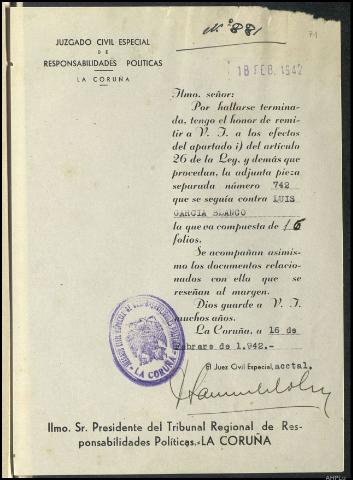 N.º 881
71
JUZGADO CIVIL ESPECIAL
DE
RESPONSABILIDADES POLITICAS
LA CORUÑA
18 FEB. 1942
Ilmo. señor:
Por hallarse termina-
da, tengo el honor de remi-
tir a V. I. a los efectos
del apartado i) del artículo
26 de la Ley, y demás que
procedan, la adjunta pieza
separada número 742
que se seguía contra LUIS
GARCIA BLANCO
la que va compuesta de 16
folios.
Se acompañan asimis-
mo los documentos relacio-
nados con ella que se
reseñan al margen.
Dios guarde a V. I.
muchos años.
La Coruña, a 16 de
febrero de 1.942.-
El Juez Civil Especial, acctal.
LA CORUÑA
Ilmo. Sr. Presidente del Tribunal Regional de Res-
ponsabilidades Políticas.-LA CORUÑA
AHPLu